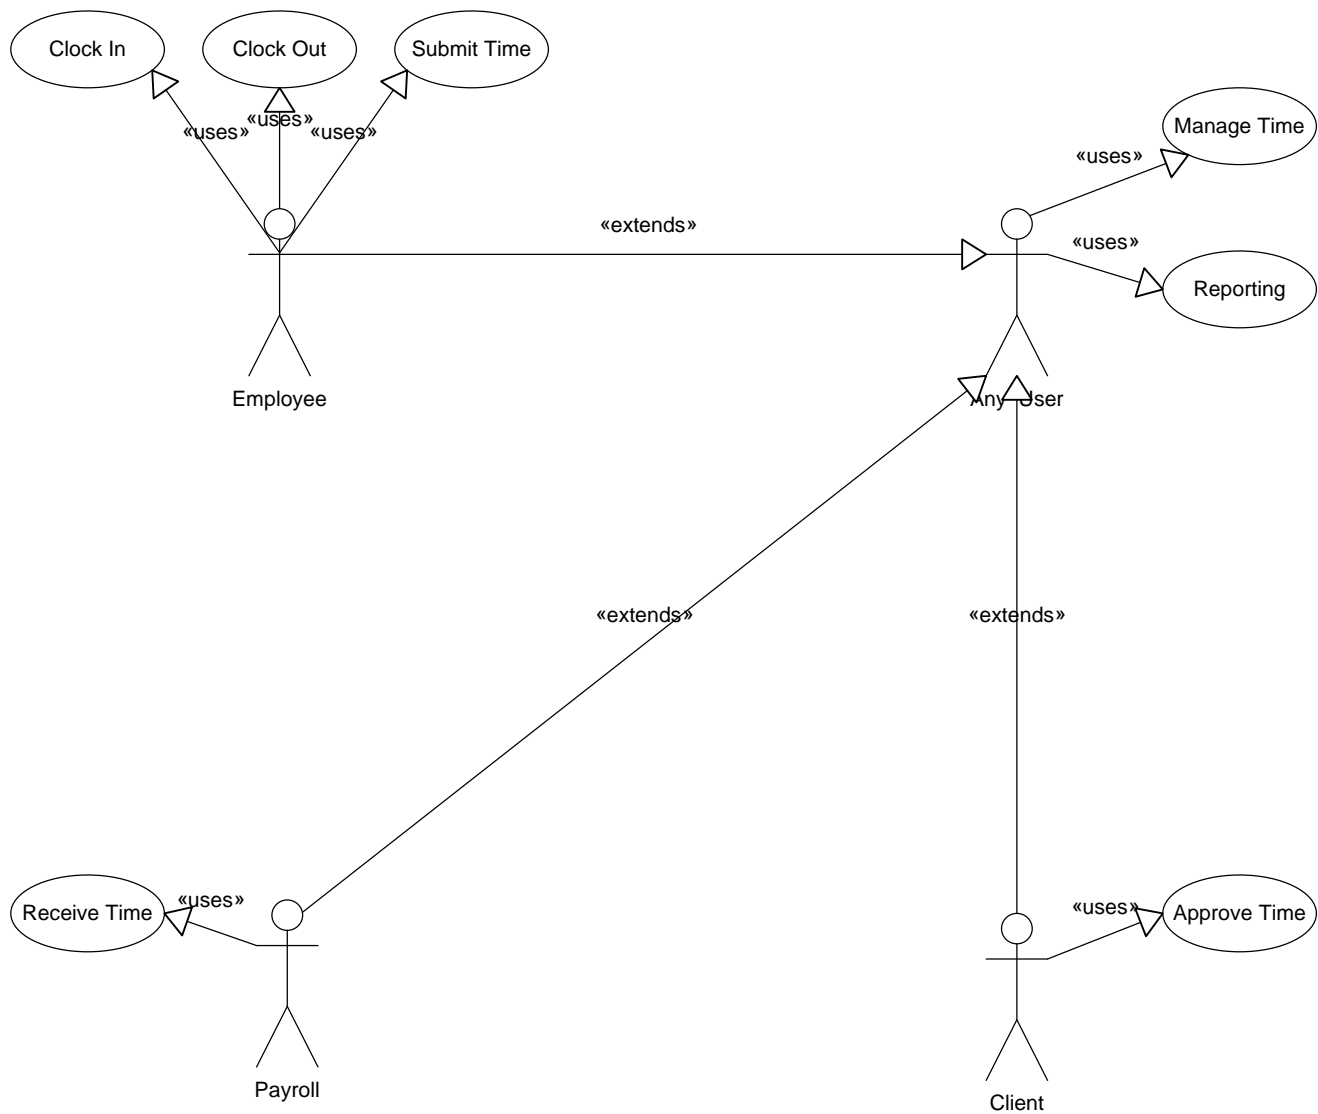 Clock In
Clock Out
Submit Time
«uses»
«uses»
«uses»
Manage Time
«uses»
«extends»
«uses»
Reporting
Employee
Any User
«extends»
«extends»
Receive Time
«uses»
«uses»
Approve Time
Payroll
Client